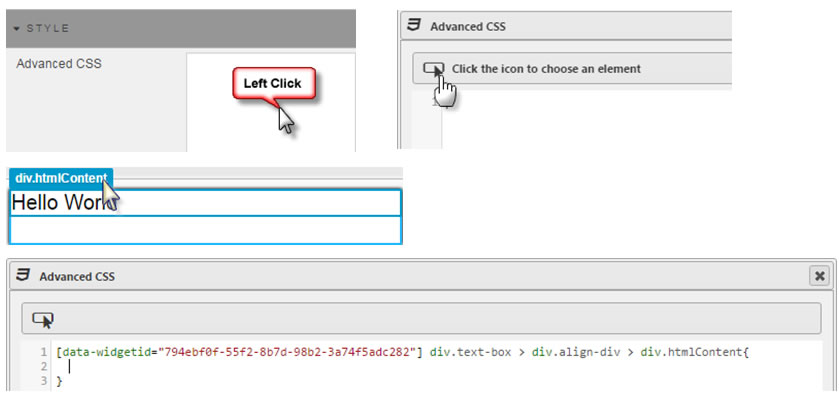 STYLE
Advanced CSS
Left Click
Advanced CSS
Click the icon to choose an element
1
div.htmlContent
Hello Worl
Advanced CSS
1 [data-widgetid="794ebf0f-55f2-8b7d-98b2-3a74f5adc282"] div.text-box > div.align-div > div.htmlContent{
2
3 }